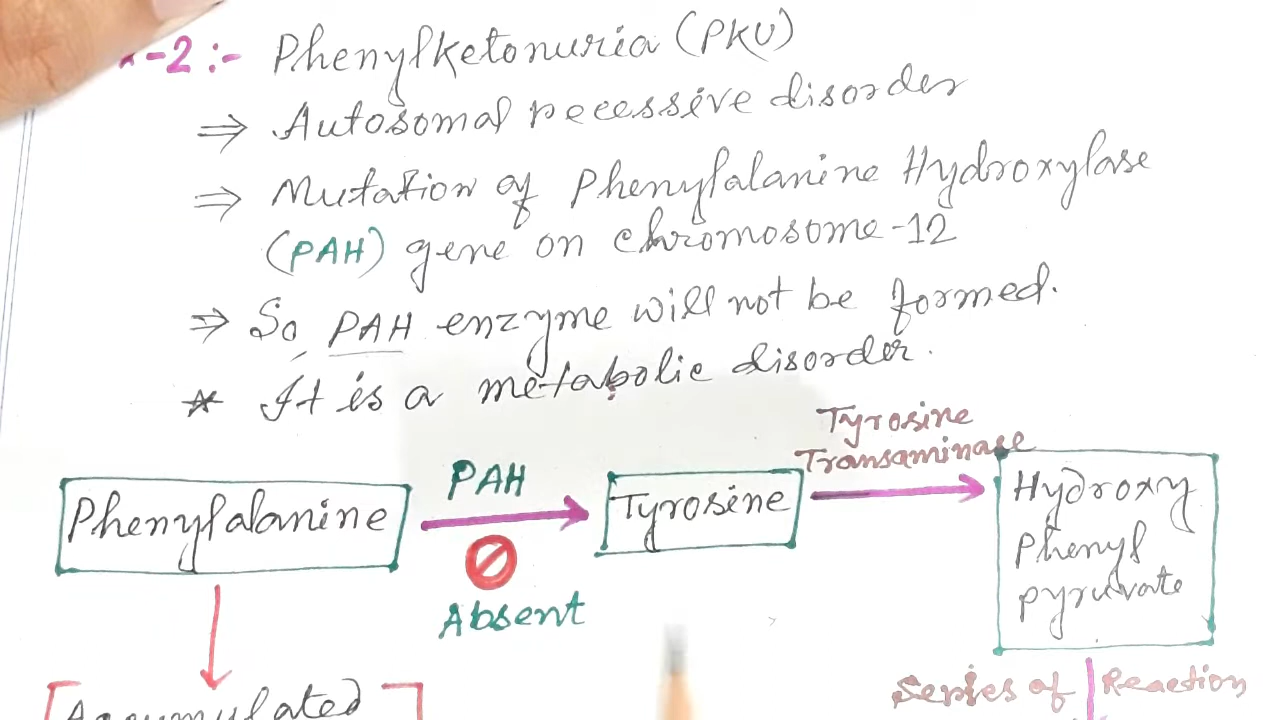 -2:- Phenylketonuria (PKU)
⇒ Autosomal recessive disorder
⇒ Mutation of Phenylalanine Hydroxylase
(PAH) gene on chromosome-12
⇒ So, PAH enzyme will not be formed.
* It is a metabolic disorder.
Phenylalanine
PAH
Absent
Tyrosine
Tyrosine
Transaminase
Hydroxy
Phenyl
pyruvate
Series of Reaction
Accumulated